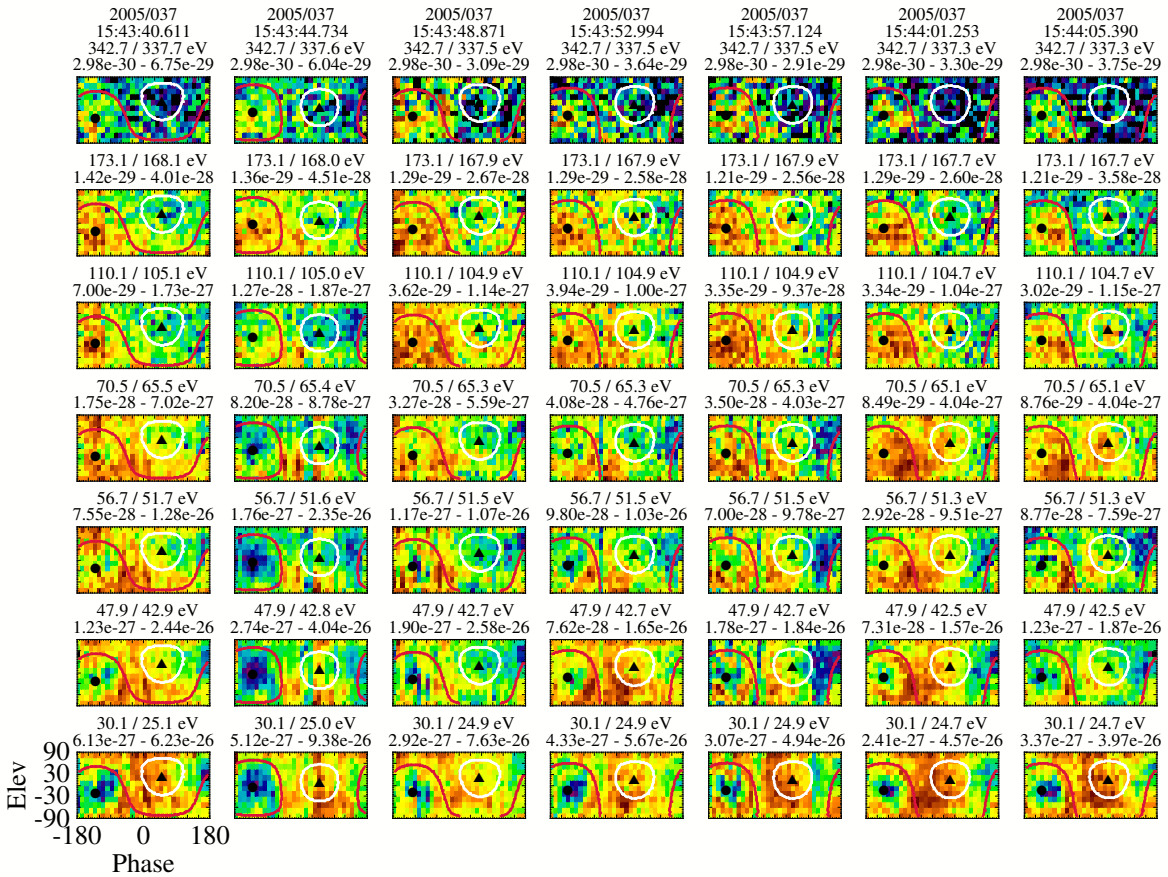 2005/037 2005/037 2005/037 2005/037 2005/037 2005/037 2005/037
15:43:40.611 15:43:44.734 15:43:48.871 15:43:52.994 15:43:57.124 15:44:01.253 15:44:05.390
342.7 / 337.7 eV 342.7 / 337.6 eV 342.7 / 337.5 eV 342.7 / 337.5 eV 342.7 / 337.5 eV 342.7 / 337.3 eV 342.7 / 337.3 eV
2.98e-30 - 6.75e-29 2.98e-30 - 6.04e-29 2.98e-30 - 3.09e-29 2.98e-30 - 3.64e-29 2.98e-30 - 2.91e-29 2.98e-30 - 3.30e-29 2.98e-30 - 3.75e-29
173.1 / 168.1 eV 173.1 / 168.0 eV 173.1 / 167.9 eV 173.1 / 167.9 eV 173.1 / 167.9 eV 173.1 / 167.7 eV 173.1 / 167.7 eV
1.42e-29 - 4.01e-28 1.36e-29 - 4.51e-28 1.29e-29 - 2.67e-28 1.29e-29 - 2.58e-28 1.21e-29 - 2.56e-28 1.29e-29 - 2.60e-28 1.21e-29 - 3.58e-28
110.1 / 105.1 eV 110.1 / 105.0 eV 110.1 / 104.9 eV 110.1 / 104.9 eV 110.1 / 104.9 eV 110.1 / 104.7 eV 110.1 / 104.7 eV
7.00e-29 - 1.73e-27 1.27e-28 - 1.87e-27 3.62e-29 - 1.14e-27 3.94e-29 - 1.00e-27 3.35e-29 - 9.37e-28 3.34e-29 - 1.04e-27 3.02e-29 - 1.15e-27
70.5 / 65.5 eV 70.5 / 65.4 eV 70.5 / 65.3 eV 70.5 / 65.3 eV 70.5 / 65.3 eV 70.5 / 65.1 eV 70.5 / 65.1 eV
1.75e-28 - 7.02e-27 8.20e-28 - 8.78e-27 3.27e-28 - 5.59e-27 4.08e-28 - 4.76e-27 3.50e-28 - 4.03e-27 8.49e-29 - 4.04e-27 8.76e-29 - 4.04e-27
56.7 / 51.7 eV 56.7 / 51.6 eV 56.7 / 51.5 eV 56.7 / 51.5 eV 56.7 / 51.5 eV 56.7 / 51.3 eV 56.7 / 51.3 eV
7.55e-28 - 1.28e-26 1.76e-27 - 2.35e-26 1.17e-27 - 1.07e-26 9.80e-28 - 1.03e-26 7.00e-28 - 9.78e-27 2.92e-28 - 9.51e-27 8.77e-28 - 7.59e-27
47.9 / 42.9 eV 47.9 / 42.8 eV 47.9 / 42.7 eV 47.9 / 42.7 eV 47.9 / 42.7 eV 47.9 / 42.5 eV 47.9 / 42.5 eV
1.23e-27 - 2.44e-26 2.74e-27 - 4.04e-26 1.90e-27 - 2.58e-26 7.62e-28 - 1.65e-26 1.78e-27 - 1.84e-26 7.31e-28 - 1.57e-26 1.23e-27 - 1.87e-26
30.1 / 25.1 eV 30.1 / 25.0 eV 30.1 / 24.9 eV 30.1 / 24.9 eV 30.1 / 24.9 eV 30.1 / 24.7 eV 30.1 / 24.7 eV
6.13e-27 - 6.23e-26 5.12e-27 - 9.38e-26 2.92e-27 - 7.63e-26 4.33e-27 - 5.67e-26 3.07e-27 - 4.94e-26 2.41e-27 - 4.57e-26 3.37e-27 - 3.97e-26
90
30
-30
-90
Elev
-180 0 180
Phase